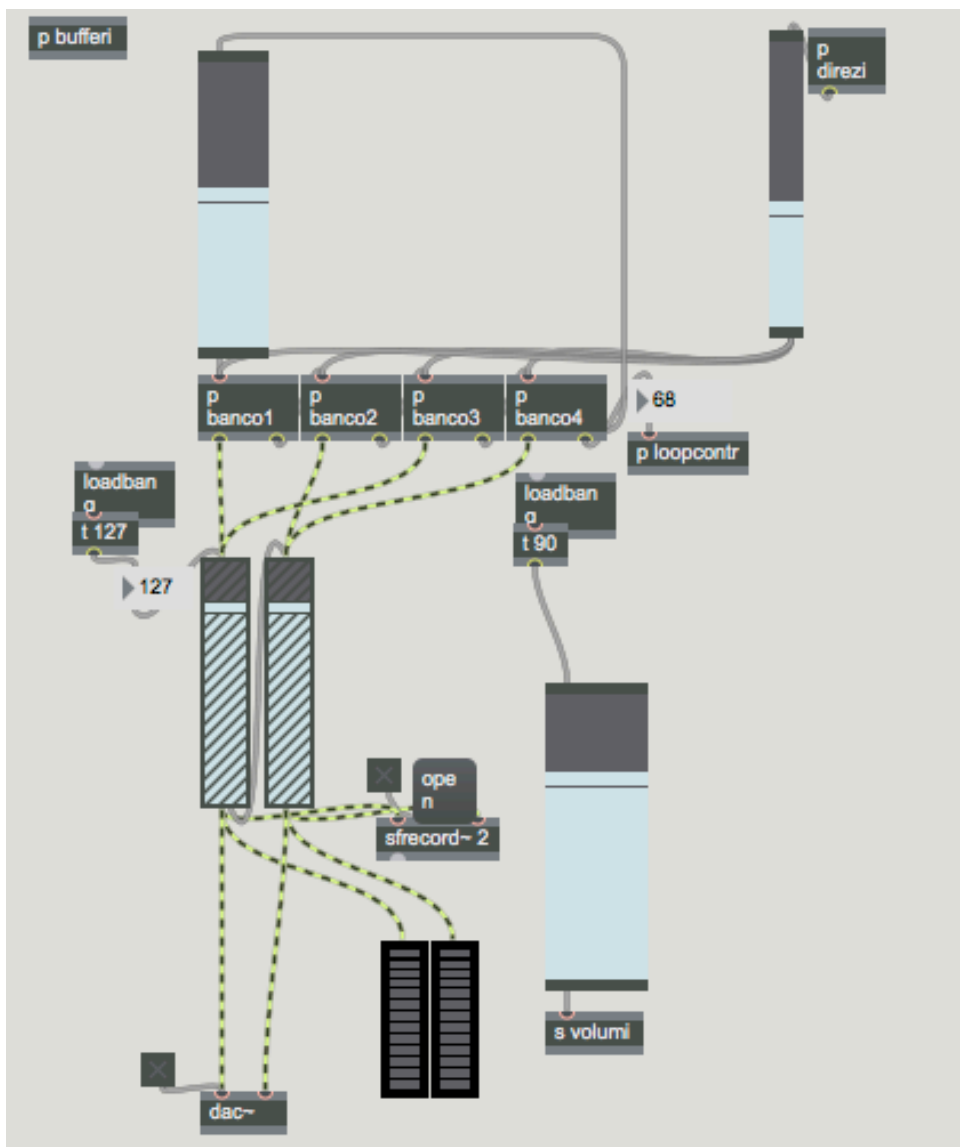 p bufferi
p
direzi
p
banco1
p
banco2
p
banco3
p
banco4
68
p loopcontr
loadban
g
t 127
127
loadban
g
t 90
ope
n
sfrecord~ 2
s volumi
dac~